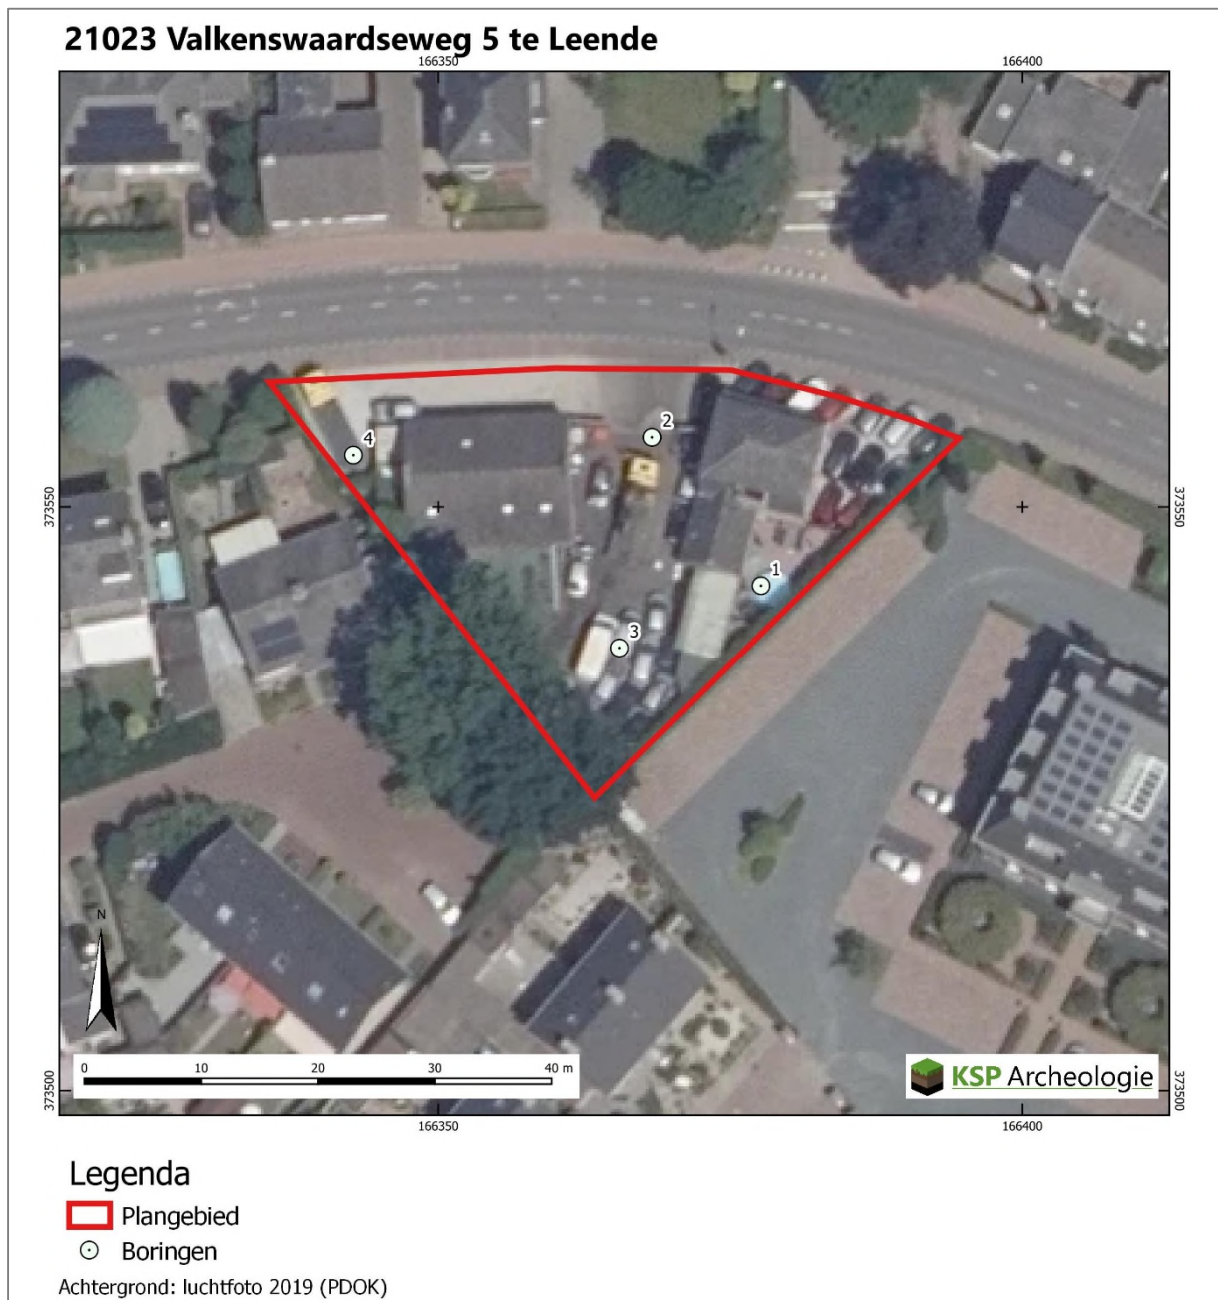 21023 Valkenswaardseweg 5 te Leende
166350 166400
2
4
373550 373550
1
3
N
0 10 20 30 40 m
KSP Archeologie
373500 373500
166350 166400
Legenda
Plangebied
Boringen
Achtergrond: luchtfoto 2019 (PDOK)